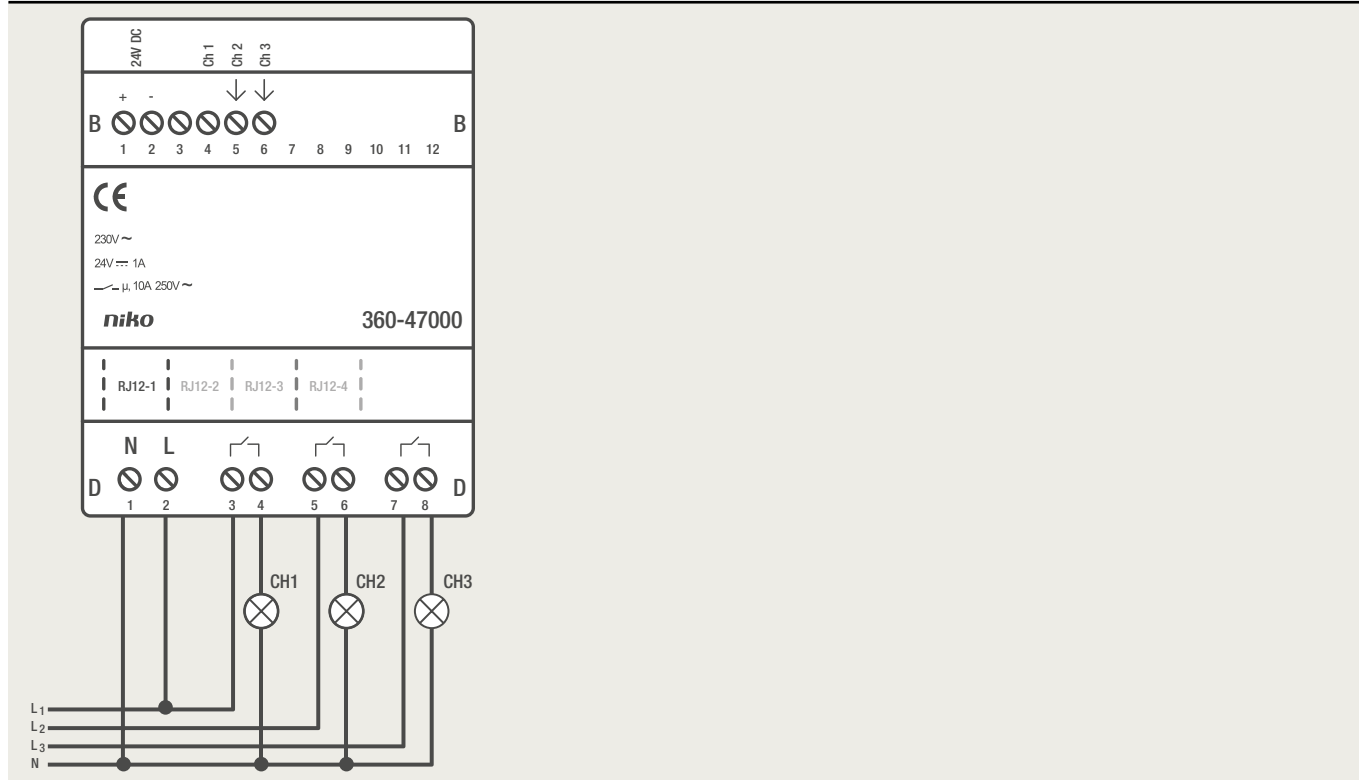 24V DC Ch 1 Ch 2 Ch 3
+ -
B B
1 2 3 4 5 6 7 8 9 10 11 12
CE
230V~
24V⎓ 1A
µ, 10A 250V~
niko 360-47000
RJ12-1 RJ12-2 RJ12-3 RJ12-4
N L
D D
1 2 3 4 5 6 7 8
CH1 CH2 CH3
L1
L2
L3
N